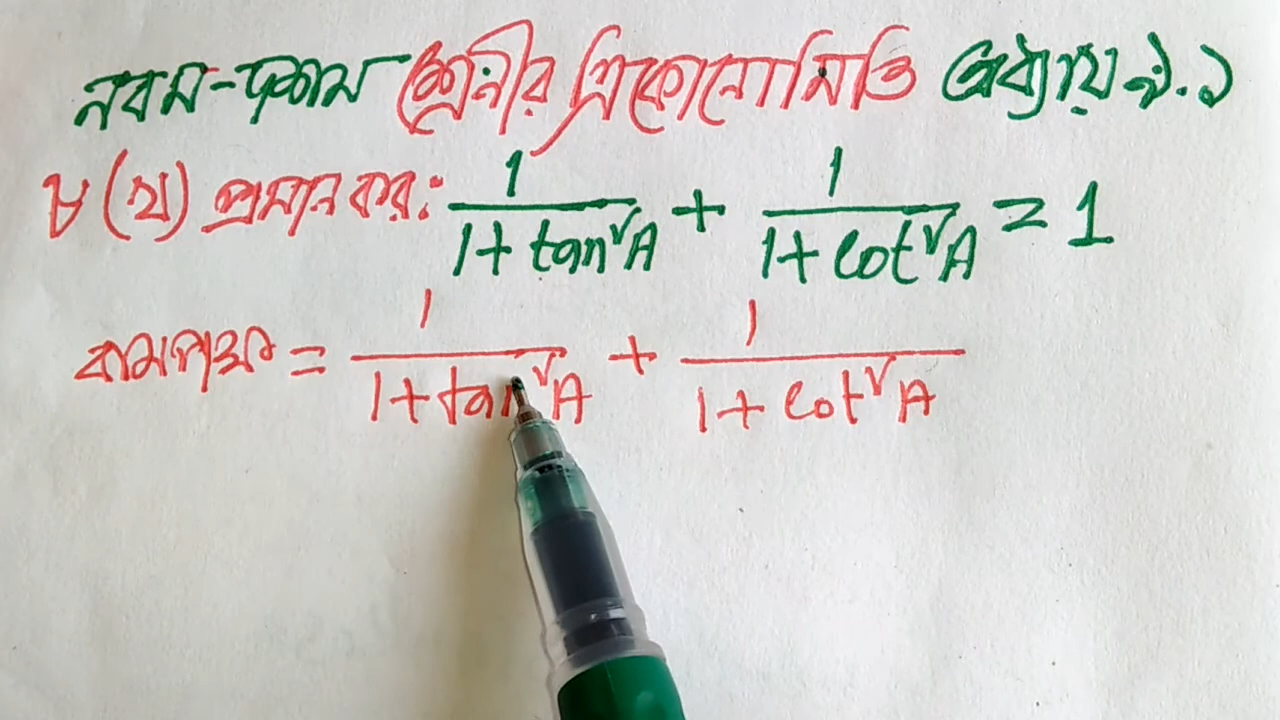 নবম-দশম শ্রেনীর ত্রিকোনোমিতি অধ্যায় ৯.১
৮ (খ) প্রমান কর: 1/(1+tan²A) + 1/(1+cot²A) = 1
বামপক্ষ = 1/(1+tan²A) + 1/(1+cot²A)